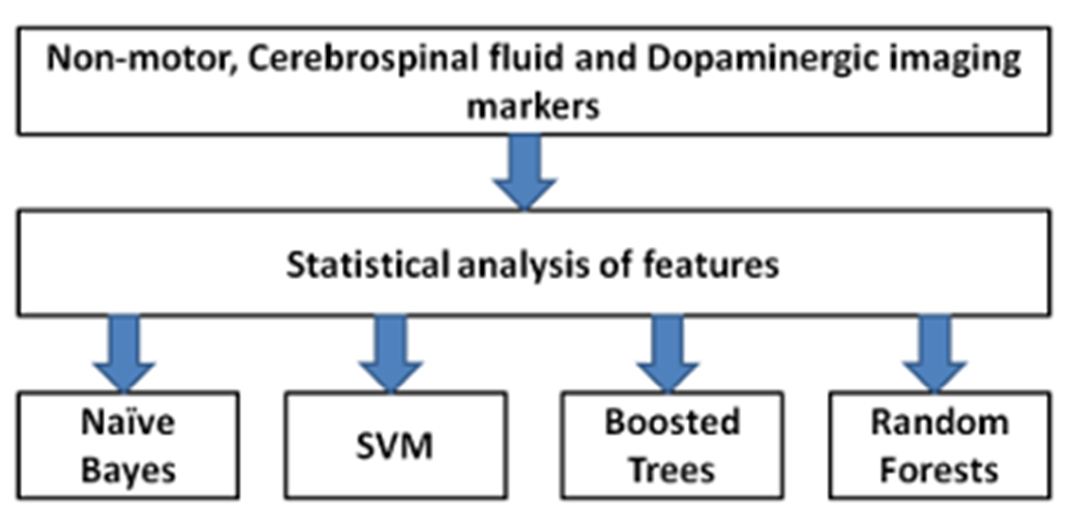 Non-motor, Cerebrospinal fluid and Dopaminergic imaging
markers
Statistical analysis of features
Naïve
Bayes
SVM
Boosted
Trees
Random
Forests